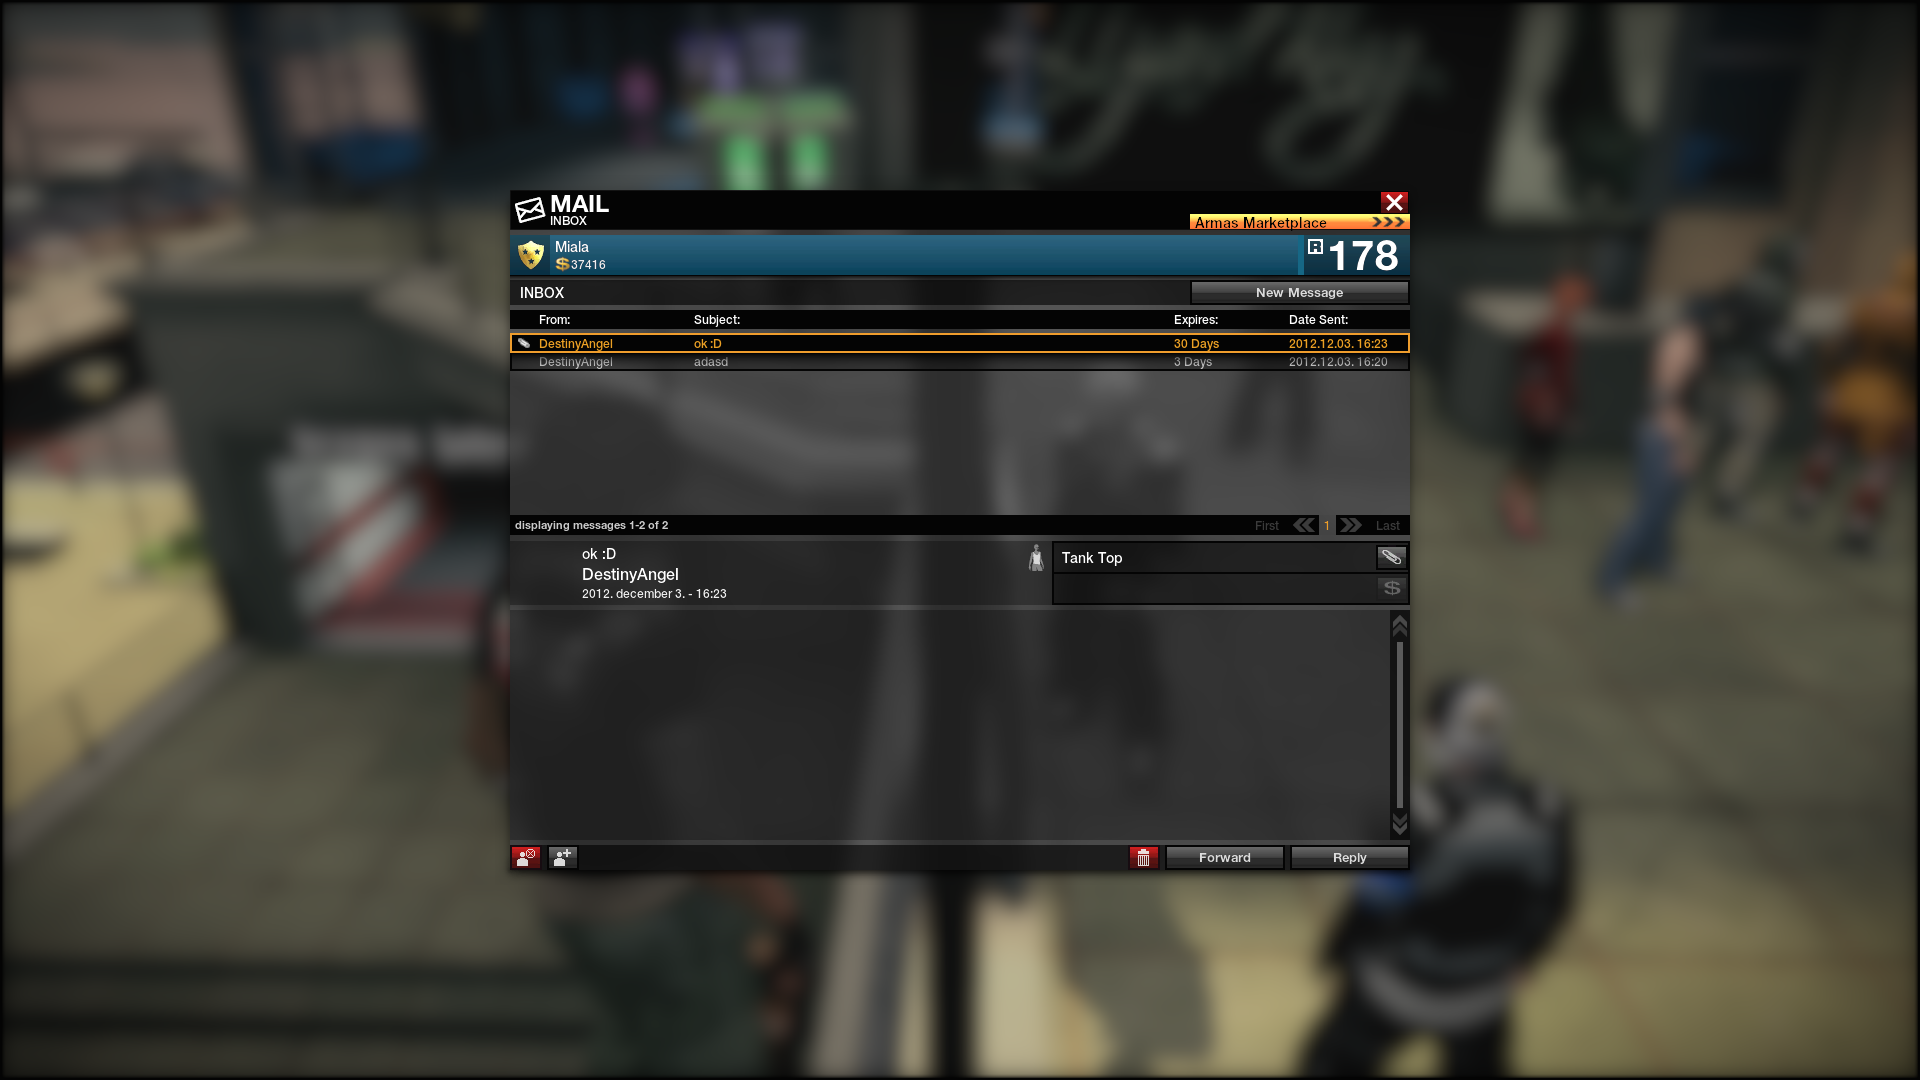 MAIL
INBOX
Armas Marketplace
Miala
$37416
R 178
INBOX
New Message
From: Subject: Expires: Date Sent:
DestinyAngel ok :D 30 Days 2012.12.03. 16:23
DestinyAngel adasd 3 Days 2012.12.03. 16:20
displaying messages 1-2 of 2
First 1 Last
ok :D
DestinyAngel
2012. december 3. - 16:23
Tank Top
$
Forward
Reply